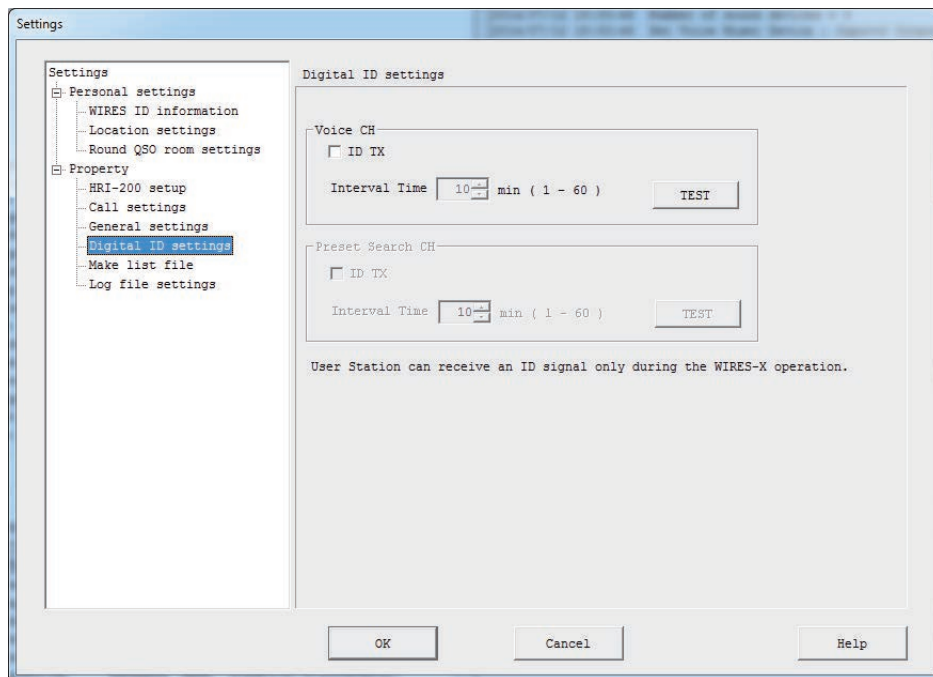 Settings
Settings
Personal settings
WIRES ID information
Location settings
Round QSO room settings
Property
HRI-200 setup
Call settings
General settings
Digital ID settings
Make list file
Log file settings
Digital ID settings
Voice CH
ID TX
Interval Time 10 min ( 1 - 60 ) TEST
Preset Search CH
ID TX
Interval Time 10 min ( 1 - 60 ) TEST
User Station can receive an ID signal only during the WIRES-X operation.
OK Cancel Help